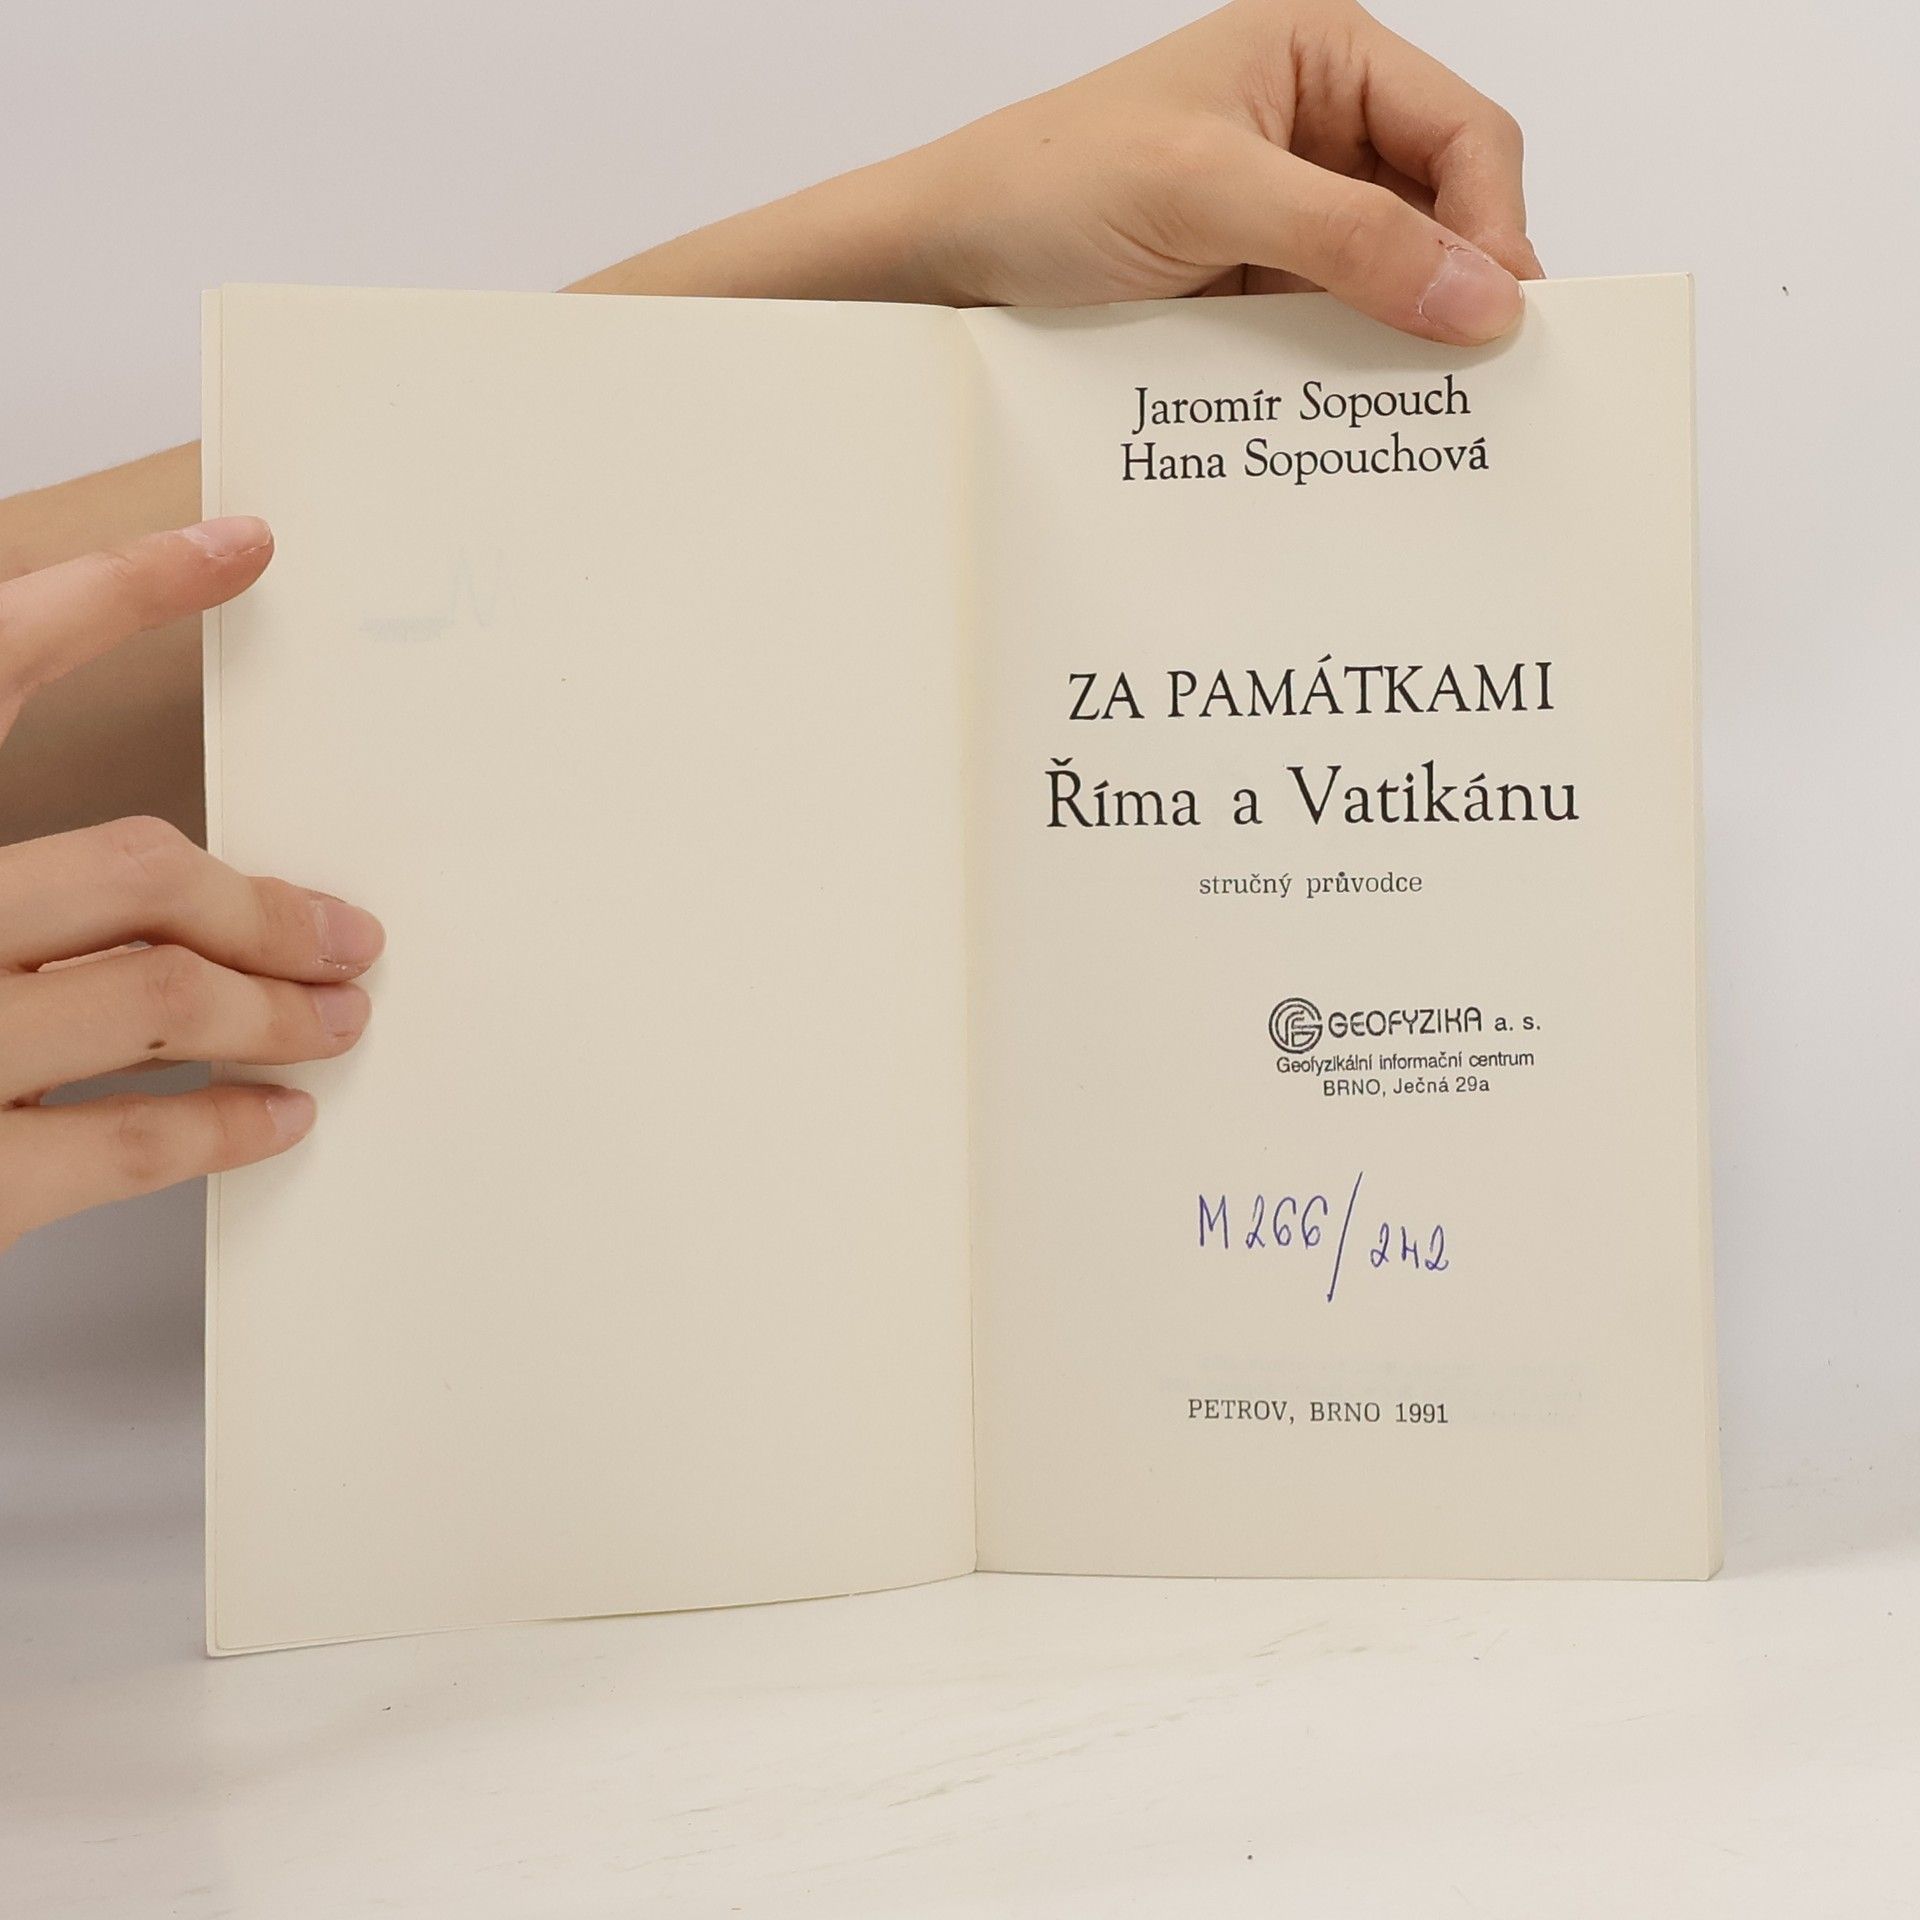 Jaromír Sopouch
Hana Sopouchová
ZA PAMÁTKAMI
Říma a Vatikánu
stručný průvodce
GEOFYZIKA a. s.
Geofyzikální informační centrum
BRNO, Ječná 29a
M 266/242
PETROV, BRNO 1991